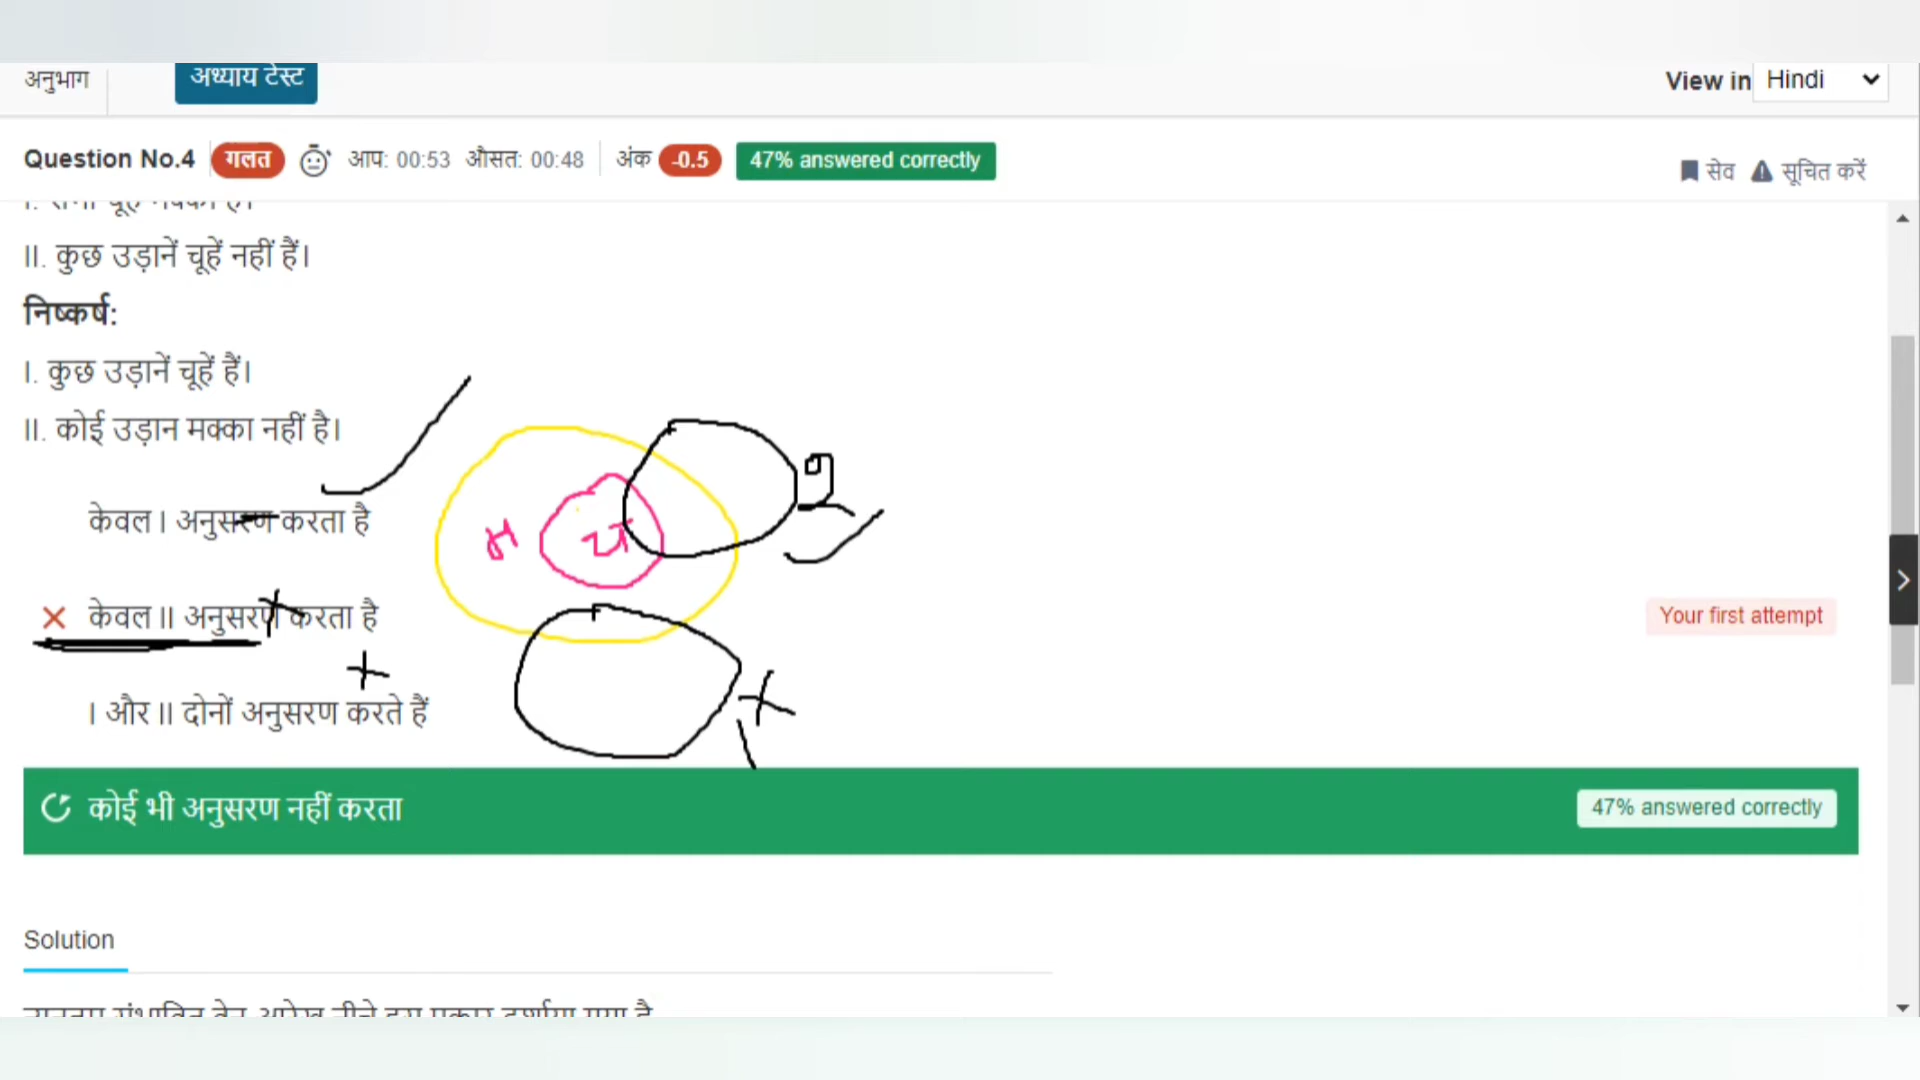 अनुभाग
अध्याय टेस्ट
View in Hindi
Question No.4 गलत आप: 00:53 औसत: 00:48 अंक -0.5 47% answered correctly
सेव सूचित करें
II. कुछ उड़ानें चूहें नहीं हैं।
निष्कर्ष:
I. कुछ उड़ानें चूहें हैं।
II. कोई उड़ान मक्का नहीं है।
केवल I अनुसरण करता है
केवल II अनुसरण करता है
Your first attempt
I और II दोनों अनुसरण करते हैं
कोई भी अनुसरण नहीं करता
47% answered correctly
Solution